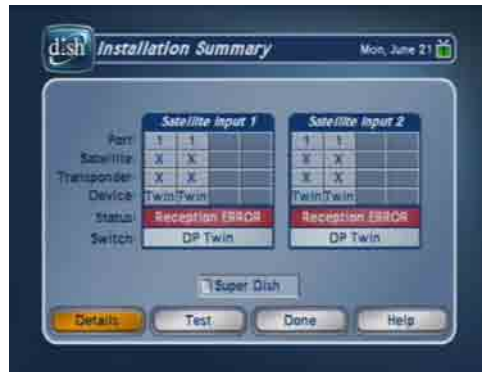 dish Installation Summary Mon, June 21
Satellite Input 1 Satellite Input 2
Port 1 1 1 1
Satellite X X X X
Transponder X X X X
Device Twin Twin Twin Twin
Status Reception ERROR Reception ERROR
Switch DP Twin DP Twin
Super Dish
Details Test Done Help